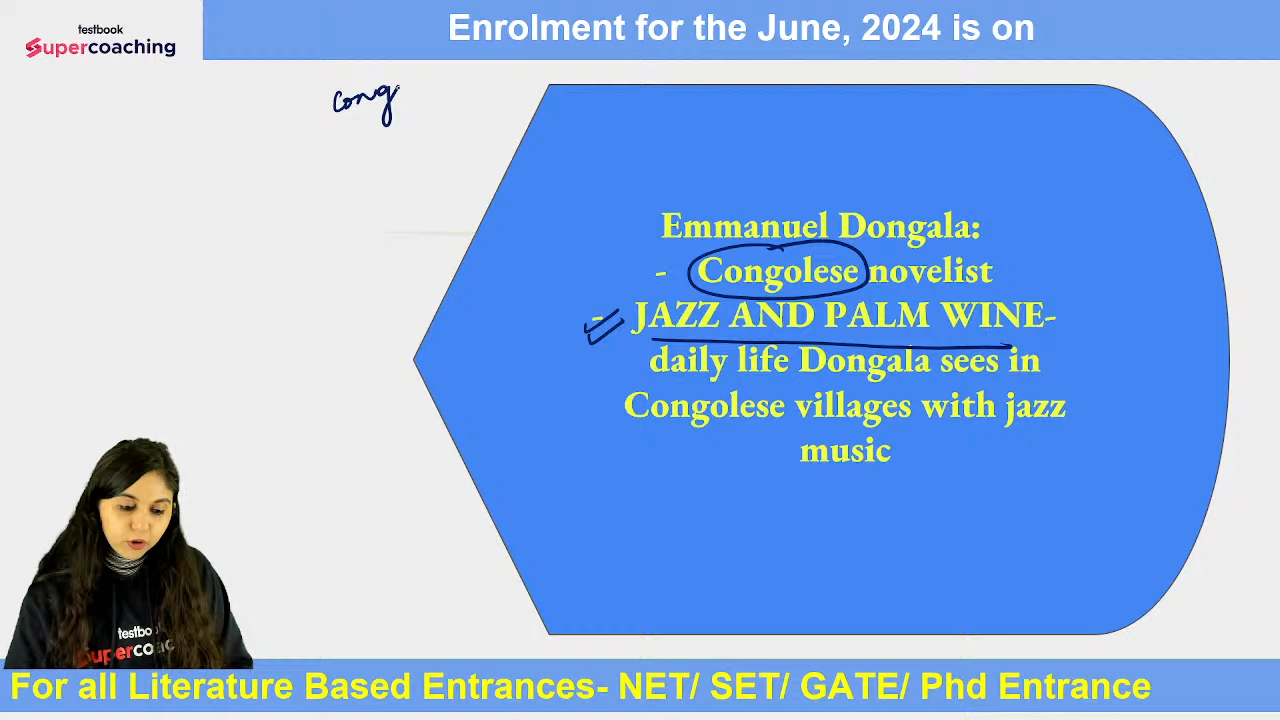 testbook
Supercoaching
Enrolment for the June, 2024 is on
cong
Emmanuel Dongala:
- Congolese novelist
- JAZZ AND PALM WINE-
daily life Dongala sees in
Congolese villages with jazz
music
testbo
Supercoac
For all Literature Based Entrances- NET/ SET/ GATE/ Phd Entrance